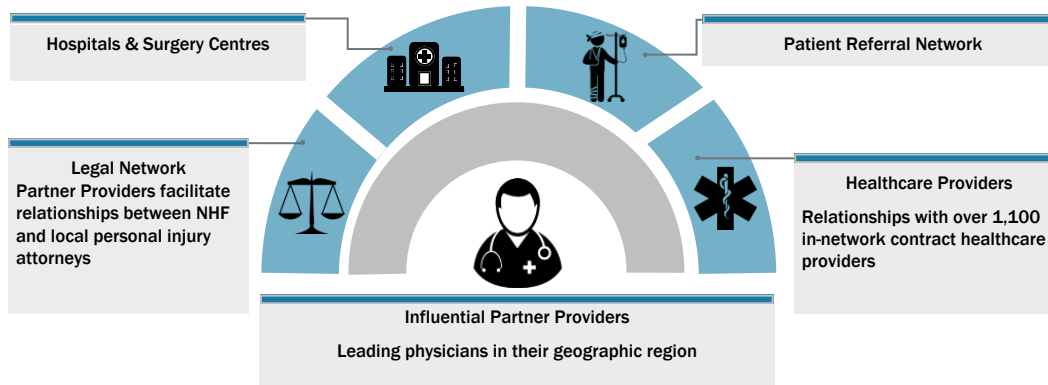 Hospitals & Surgery Centres
Patient Referral Network
Legal Network
Partner Providers facilitate
relationships between NHF
and local personal injury
attorneys
Healthcare Providers
Relationships with over 1,100
in-network contract healthcare
providers
Influential Partner Providers
Leading physicians in their geographic region